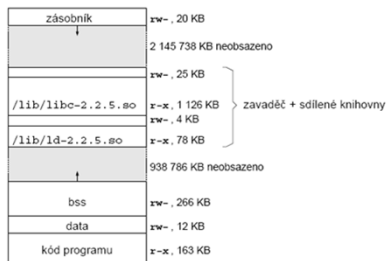 zásobník rw- , 20 KB
2 145 738 KB neobsazeno
rw- , 25 KB
/lib/libc-2.2.5.so r-x , 1 126 KB zavaděč + sdílené knihovny
rw- , 4 KB
/lib/ld-2.2.5.so r-x , 78 KB
938 786 KB neobsazeno
bss rw- , 266 KB
data rw- , 12 KB
kód programu r-x , 163 KB